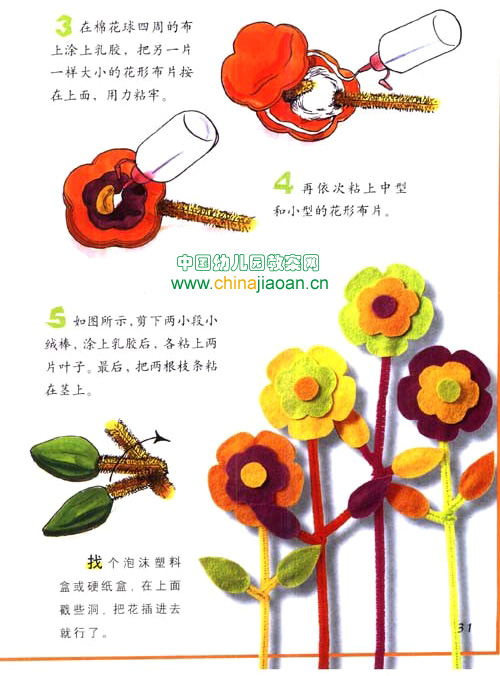 3 在棉花球四周的布
上涂上乳胶，把另一片
一样大小的花形布片按
在上面，用力粘牢。
4 再依次粘上中型
和小型的花形布片。
中国幼儿园教案网
www.chinajiaoan.cn
5 如图所示，剪下两小段小
绒棒，涂上乳胶后，各粘上两
片叶子。最后，把两根枝条粘
在茎上。
找个泡沫塑料
盒或硬纸盒，在上面
戳些洞，把花插进去
就行了。
31